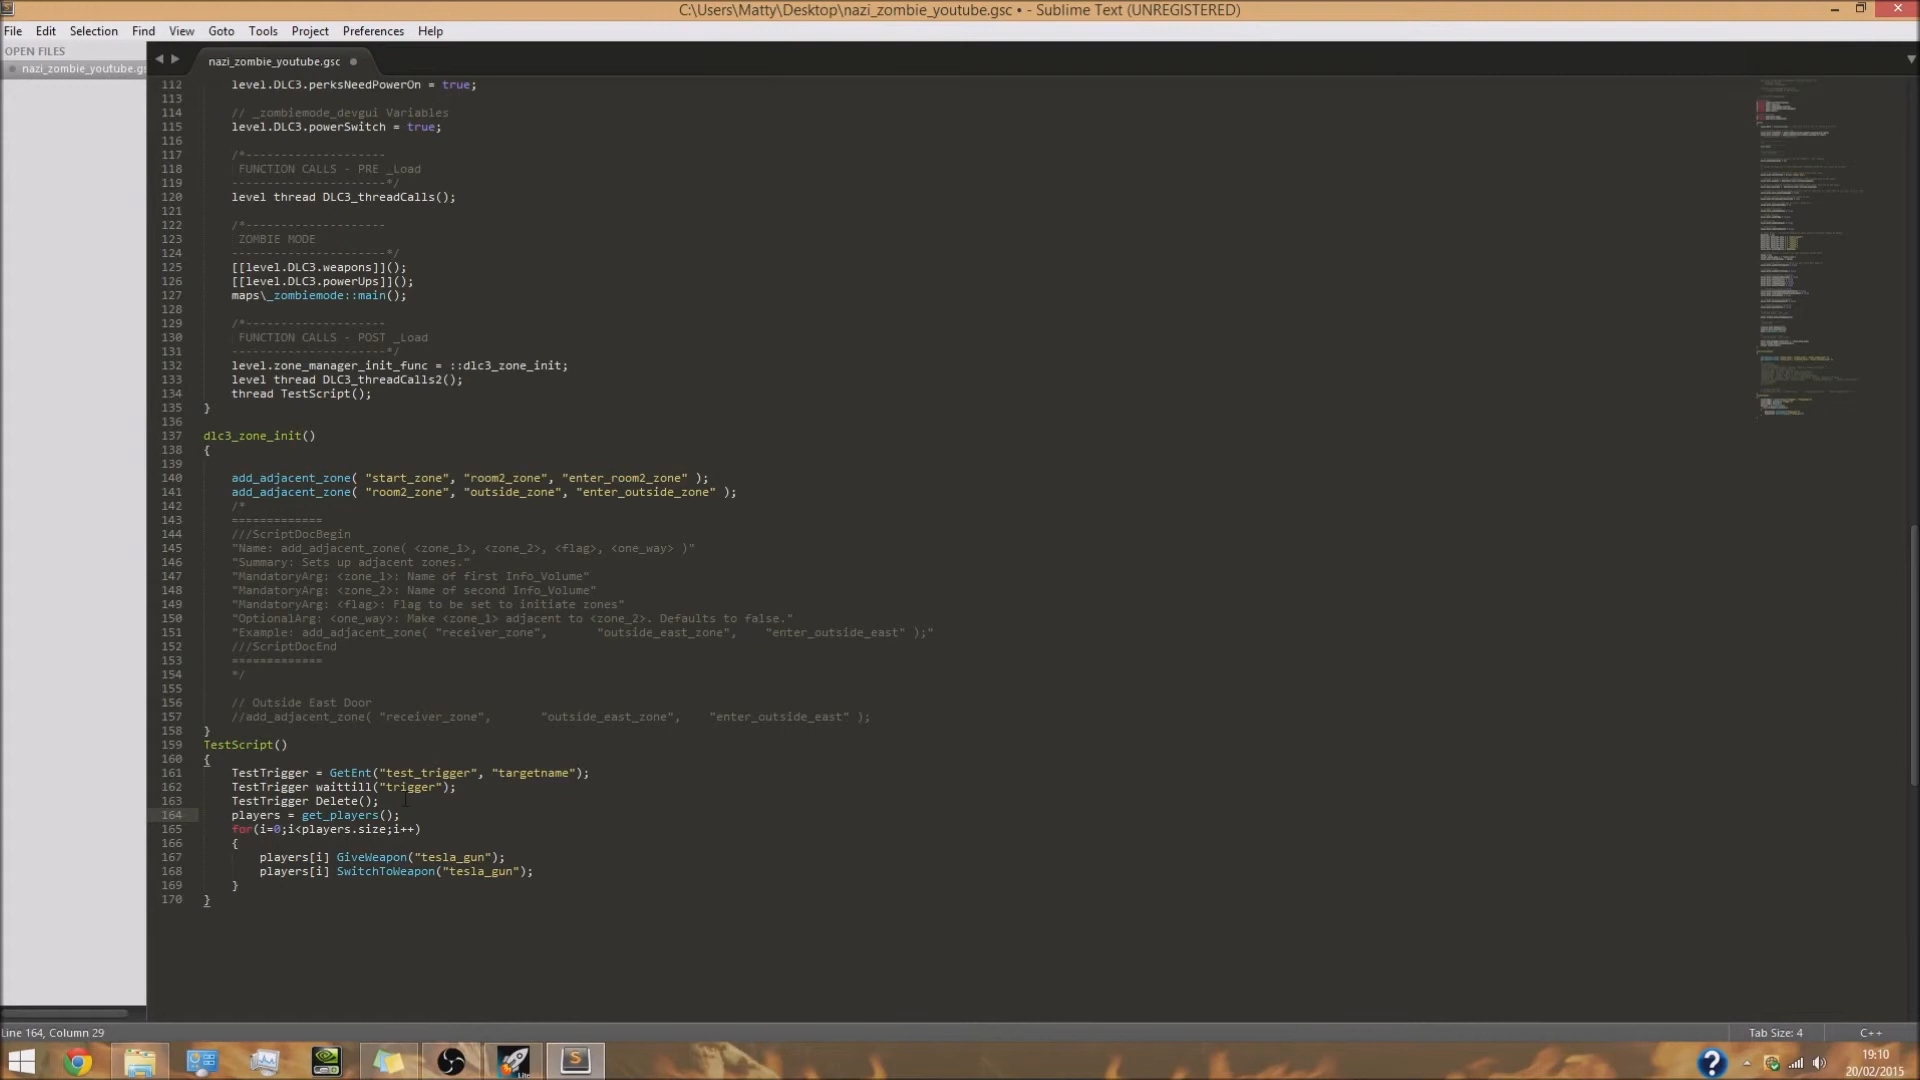 C:\Users\Matty\Desktop\nazi_zombie_youtube.gsc • - Sublime Text (UNREGISTERED)
File Edit Selection Find View Goto Tools Project Preferences Help
OPEN FILES
nazi_zombie_youtube.gs
nazi_zombie_youtube.gsc
112 level.DLC3.perksNeedPowerOn = true;
113
114 // _zombiemode_devgui Variables
115 level.DLC3.powerSwitch = true;
116
117 /*--------------------
118 FUNCTION CALLS - PRE _Load
119 ----------------------*/
120 level thread DLC3_threadCalls();
121
122 /*--------------------
123 ZOMBIE MODE
124 ----------------------*/
125 [[level.DLC3.weapons]]();
126 [[level.DLC3.powerUps]]();
127 maps\_zombiemode::main();
128
129 /*--------------------
130 FUNCTION CALLS - POST _Load
131 ----------------------*/
132 level.zone_manager_init_func = ::dlc3_zone_init;
133 level thread DLC3_threadCalls2();
134 thread TestScript();
135 }
136
137 dlc3_zone_init()
138 {
139
140 add_adjacent_zone( "start_zone", "room2_zone", "enter_room2_zone" );
141 add_adjacent_zone( "room2_zone", "outside_zone", "enter_outside_zone" );
142 /*
143 =============
144 ///ScriptDocBegin
145 "Name: add_adjacent_zone( <zone_1>, <zone_2>, <flag>, <one_way> )"
146 "Summary: Sets up adjacent zones."
147 "MandatoryArg: <zone_1>: Name of first Info_Volume"
148 "MandatoryArg: <zone_2>: Name of second Info_Volume"
149 "MandatoryArg: <flag>: Flag to be set to initiate zones"
150 "OptionalArg: <one_way>: Make <zone_1> adjacent to <zone_2>. Defaults to false."
151 "Example: add_adjacent_zone( "receiver_zone", "outside_east_zone", "enter_outside_east" );"
152 ///ScriptDocEnd
153 =============
154 */
155
156 // Outside East Door
157 //add_adjacent_zone( "receiver_zone", "outside_east_zone", "enter_outside_east" );
158 }
159 TestScript()
160 {
161 TestTrigger = GetEnt("test_trigger", "targetname");
162 TestTrigger waittill("trigger");
163 TestTrigger Delete();
164 players = get_players();
165 for(i=0;i<players.size;i++)
166 {
167 players[i] GiveWeapon("tesla_gun");
168 players[i] SwitchToWeapon("tesla_gun");
169 }
170 }
Line 164, Column 29
Tab Size: 4 C++
Lite
19:10
20/02/2015